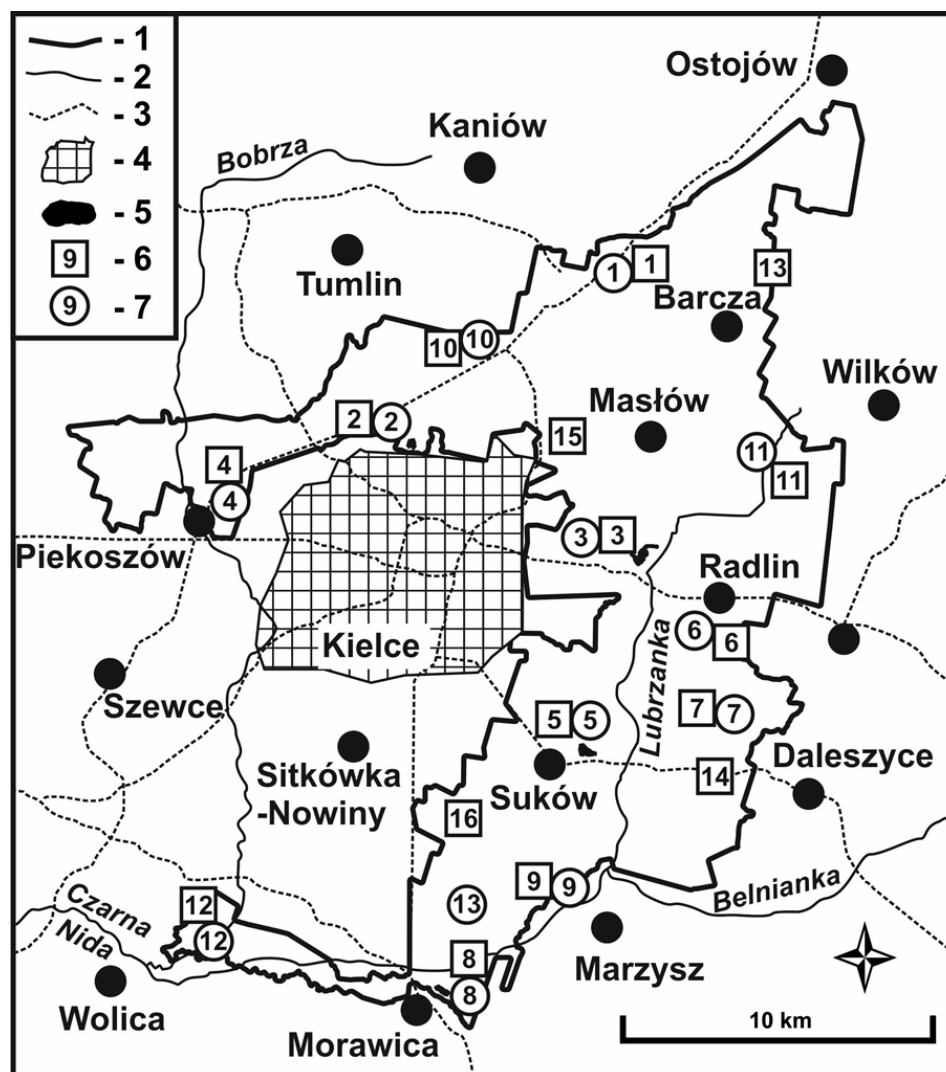 - 1
- 2
- 3
- 4
- 5
9 - 6
9 - 7
Ostojów
Kaniów
Bobrza
Tumlin
1 1
13
Barcza
10 10
Wilków
Masłów
2 2
15
4
11
11
4
3 3
Piekoszów
Radlin
6
6
Kielce
Lubrzanka
Szewce
7 7
5 5
Sitkówka
-Nowiny
14
Daleszyce
Suków
16
9 9
Belnianka
12
13
Czarna
Nida
12
8
Marzysz
8
Wolica
Morawica
10 km